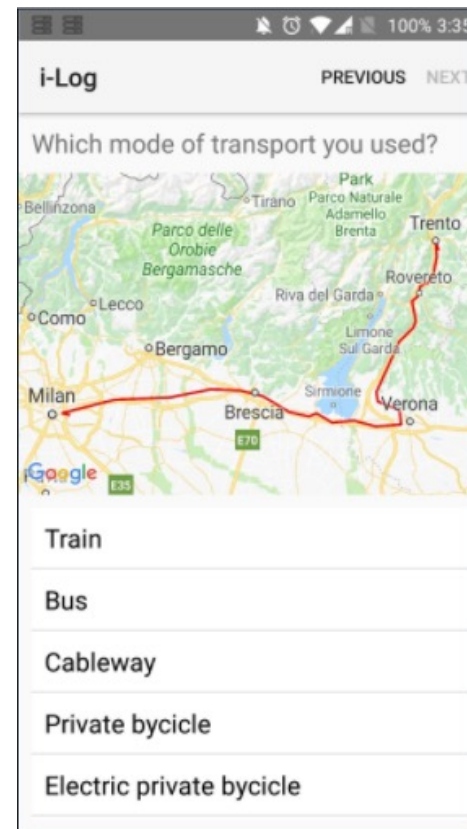 100% 3:35
i-Log
PREVIOUS
NEXT
Which mode of transport you used?
Park
Bellinzona
Tirano
Parco Naturale
Adamello
Brenta
Trento
Parco delle
Orobie
Bergamasche
Rovereto
Riva del Garda
Lecco
Como
Limone
Sul Garda
Bergamo
Milan
Sirmione
Brescia
Verona
E70
Google
E35
Train
Bus
Cableway
Private bycicle
Electric private bycicle